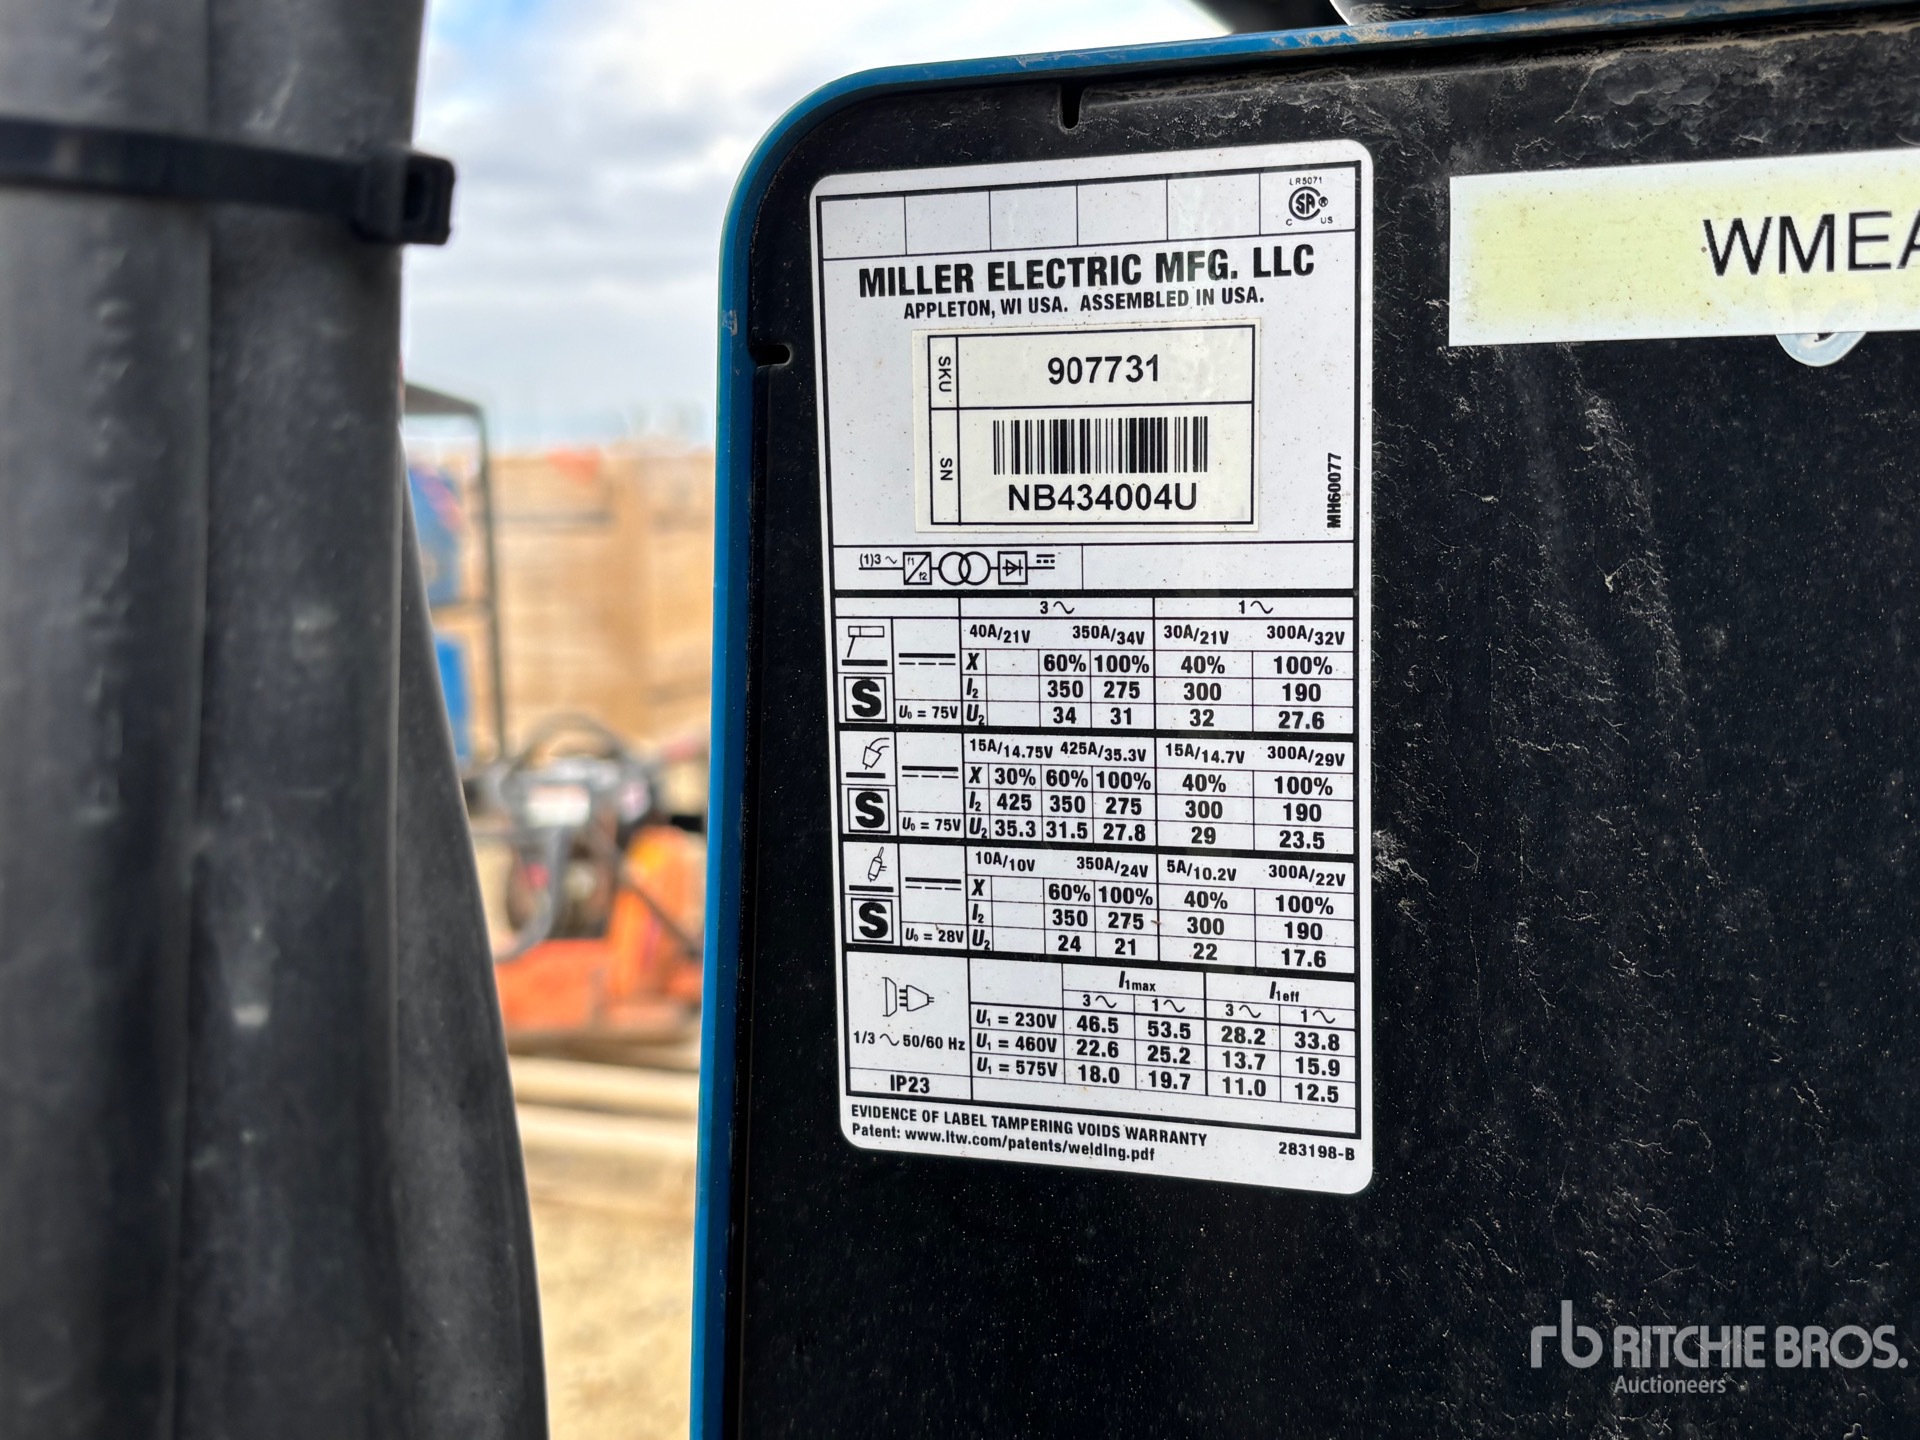 LR5071
SA ®
C US
MILLER ELECTRIC MFG. LLC
APPLETON, WI USA. ASSEMBLED IN USA.
SKU 907731
SN NB434004U
MH60077
(1)3 ~ f1 f2
3 ~ 1 ~
40A/21V 350A/34V 30A/21V 300A/32V
X 60% 100% 40% 100%
I2 350 275 300 190
S U0 = 75V U2 34 31 32 27.6
15A/14.75V 425A/35.3V 15A/14.7V 300A/29V
X 30% 60% 100% 40% 100%
I2 425 350 275 300 190
S U0 = 75V U2 35.3 31.5 27.8 29 23.5
10A/10V 350A/24V 5A/10.2V 300A/22V
X 60% 100% 40% 100%
I2 350 275 300 190
S U0 = 28V U2 24 21 22 17.6
I1max I1eff
3 ~ 1 ~ 3 ~ 1 ~
U1 = 230V 46.5 53.5 28.2 33.8
1/3 ~ 50/60 Hz U1 = 460V 22.6 25.2 13.7 15.9
U1 = 575V 18.0 19.7 11.0 12.5
IP23
EVIDENCE OF LABEL TAMPERING VOIDS WARRANTY
Patent: www.itw.com/patents/welding.pdf 283198-B
WMEA
rb RITCHIE BROS.
Auctioneers